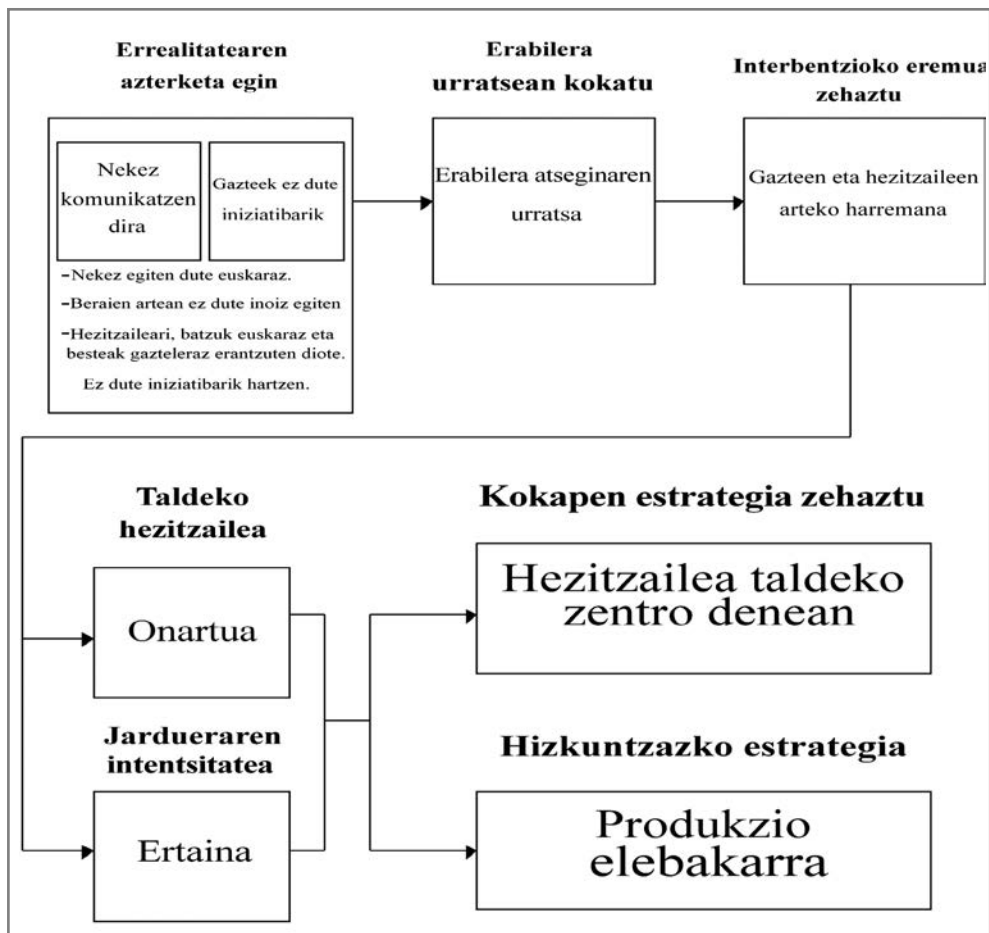 Errealitatearen
azterketa egin
Nekez
komunikatzen
dira
Gazteek ez dute
iniziatibarik
-Nekez egiten dute euskaraz.
-Beraien artean ez dute inoiz egiten
-Hezitzaileari, batzuk euskaraz eta
besteak gazteleraz erantzuten diote.
Ez dute iniziatibarik hartzen.
Erabilera
urratsean kokatu
Erabilera atseginaren
urratsa
Interbentzioko eremua
zehaztu
Gazteen eta hezitzaileen
arteko harremana
Taldeko
hezitzailea
Onartua
Jardueraren
intentsitatea
Ertaina
Kokapen estrategia zehaztu
Hezitzailea taldeko
zentro denean
Hizkuntzazko estrategia
Produkzio
elebakarra